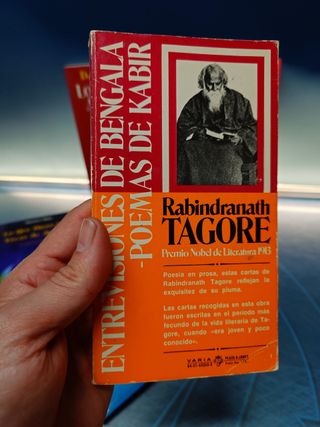 ENTREVISIONES DE BENGALA
-POEMAS DE KABIR
Rabindranath
TAGORE
Premio Nobel de Literatura 1913
Poesía en prosa, estas cartas de
Rabindranath Tagore reflejan lo
exquisitez de su pluma.
Las cartas recogidas en esta obra
fueron escritas en el período más
fecundo de la vida literaria de Ta-
gore, cuando «era joven y poco
conocido».
VARIA
PLAZA & JANES